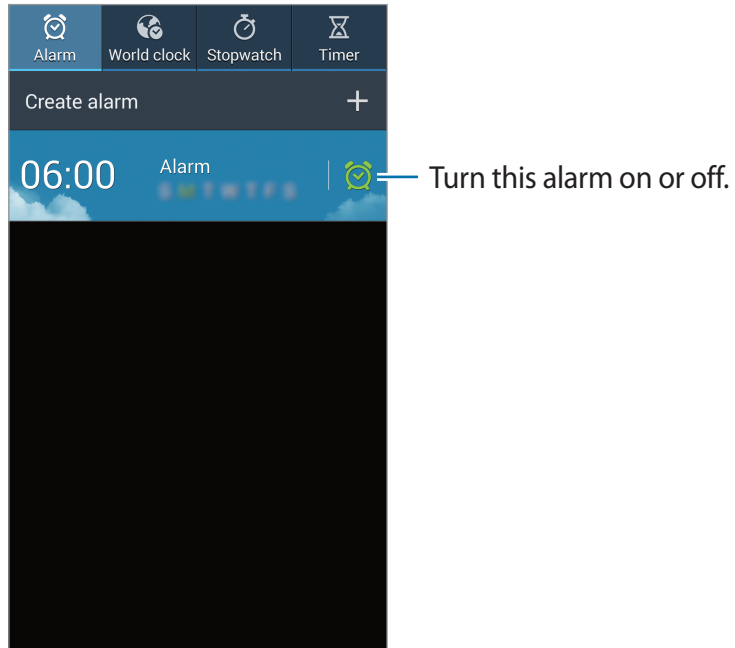 Alarm World clock Stopwatch Timer
Create alarm
06:00 Alarm
S M T W T F S
Turn this alarm on or off.